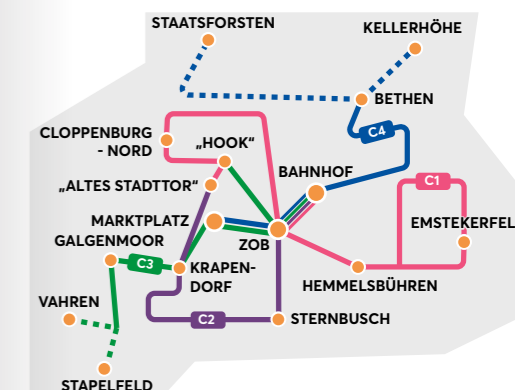 STAATSFORSTEN
KELLERHÖHE
BETHEN
CLOPPENBURG
- NORD
„HOOK“
C4
„ALTES STADTTOR“
BAHNHOF
C1
MARKTPLATZ
EMSTEKERFEL
GALGENMOOR
ZOB
C3
KRAPEN-
DORF
HEMMELSBÜHREN
VAHREN
C2
STERNBUSCH
STAPELFELD